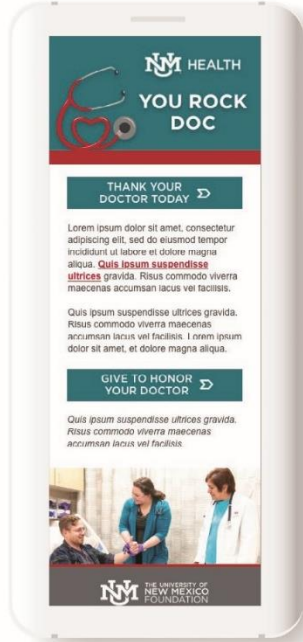 UNM HEALTH
YOU ROCK
DOC
THANK YOUR
DOCTOR TODAY
Lorem ipsum dolor sit amet, consectetur
adipiscing elit, sed do eiusmod tempor
incididunt ut labore et dolore magna
aliqua. Quis ipsum suspendisse
ultrices gravida. Risus commodo viverra
maecenas accumsan lacus vel facilisis.
Quis ipsum suspendisse ultrices gravida.
Risus commodo viverra maecenas
accumsan lacus vel facilisis. Lorem ipsum
dolor sit amet, et dolore magna aliqua.
GIVE TO HONOR
YOUR DOCTOR
Quis ipsum suspendisse ultrices gravida.
Risus commodo viverra maecenas
accumsan lacus vel facilisis.
UNM THE UNIVERSITY OF
NEW MEXICO
FOUNDATION